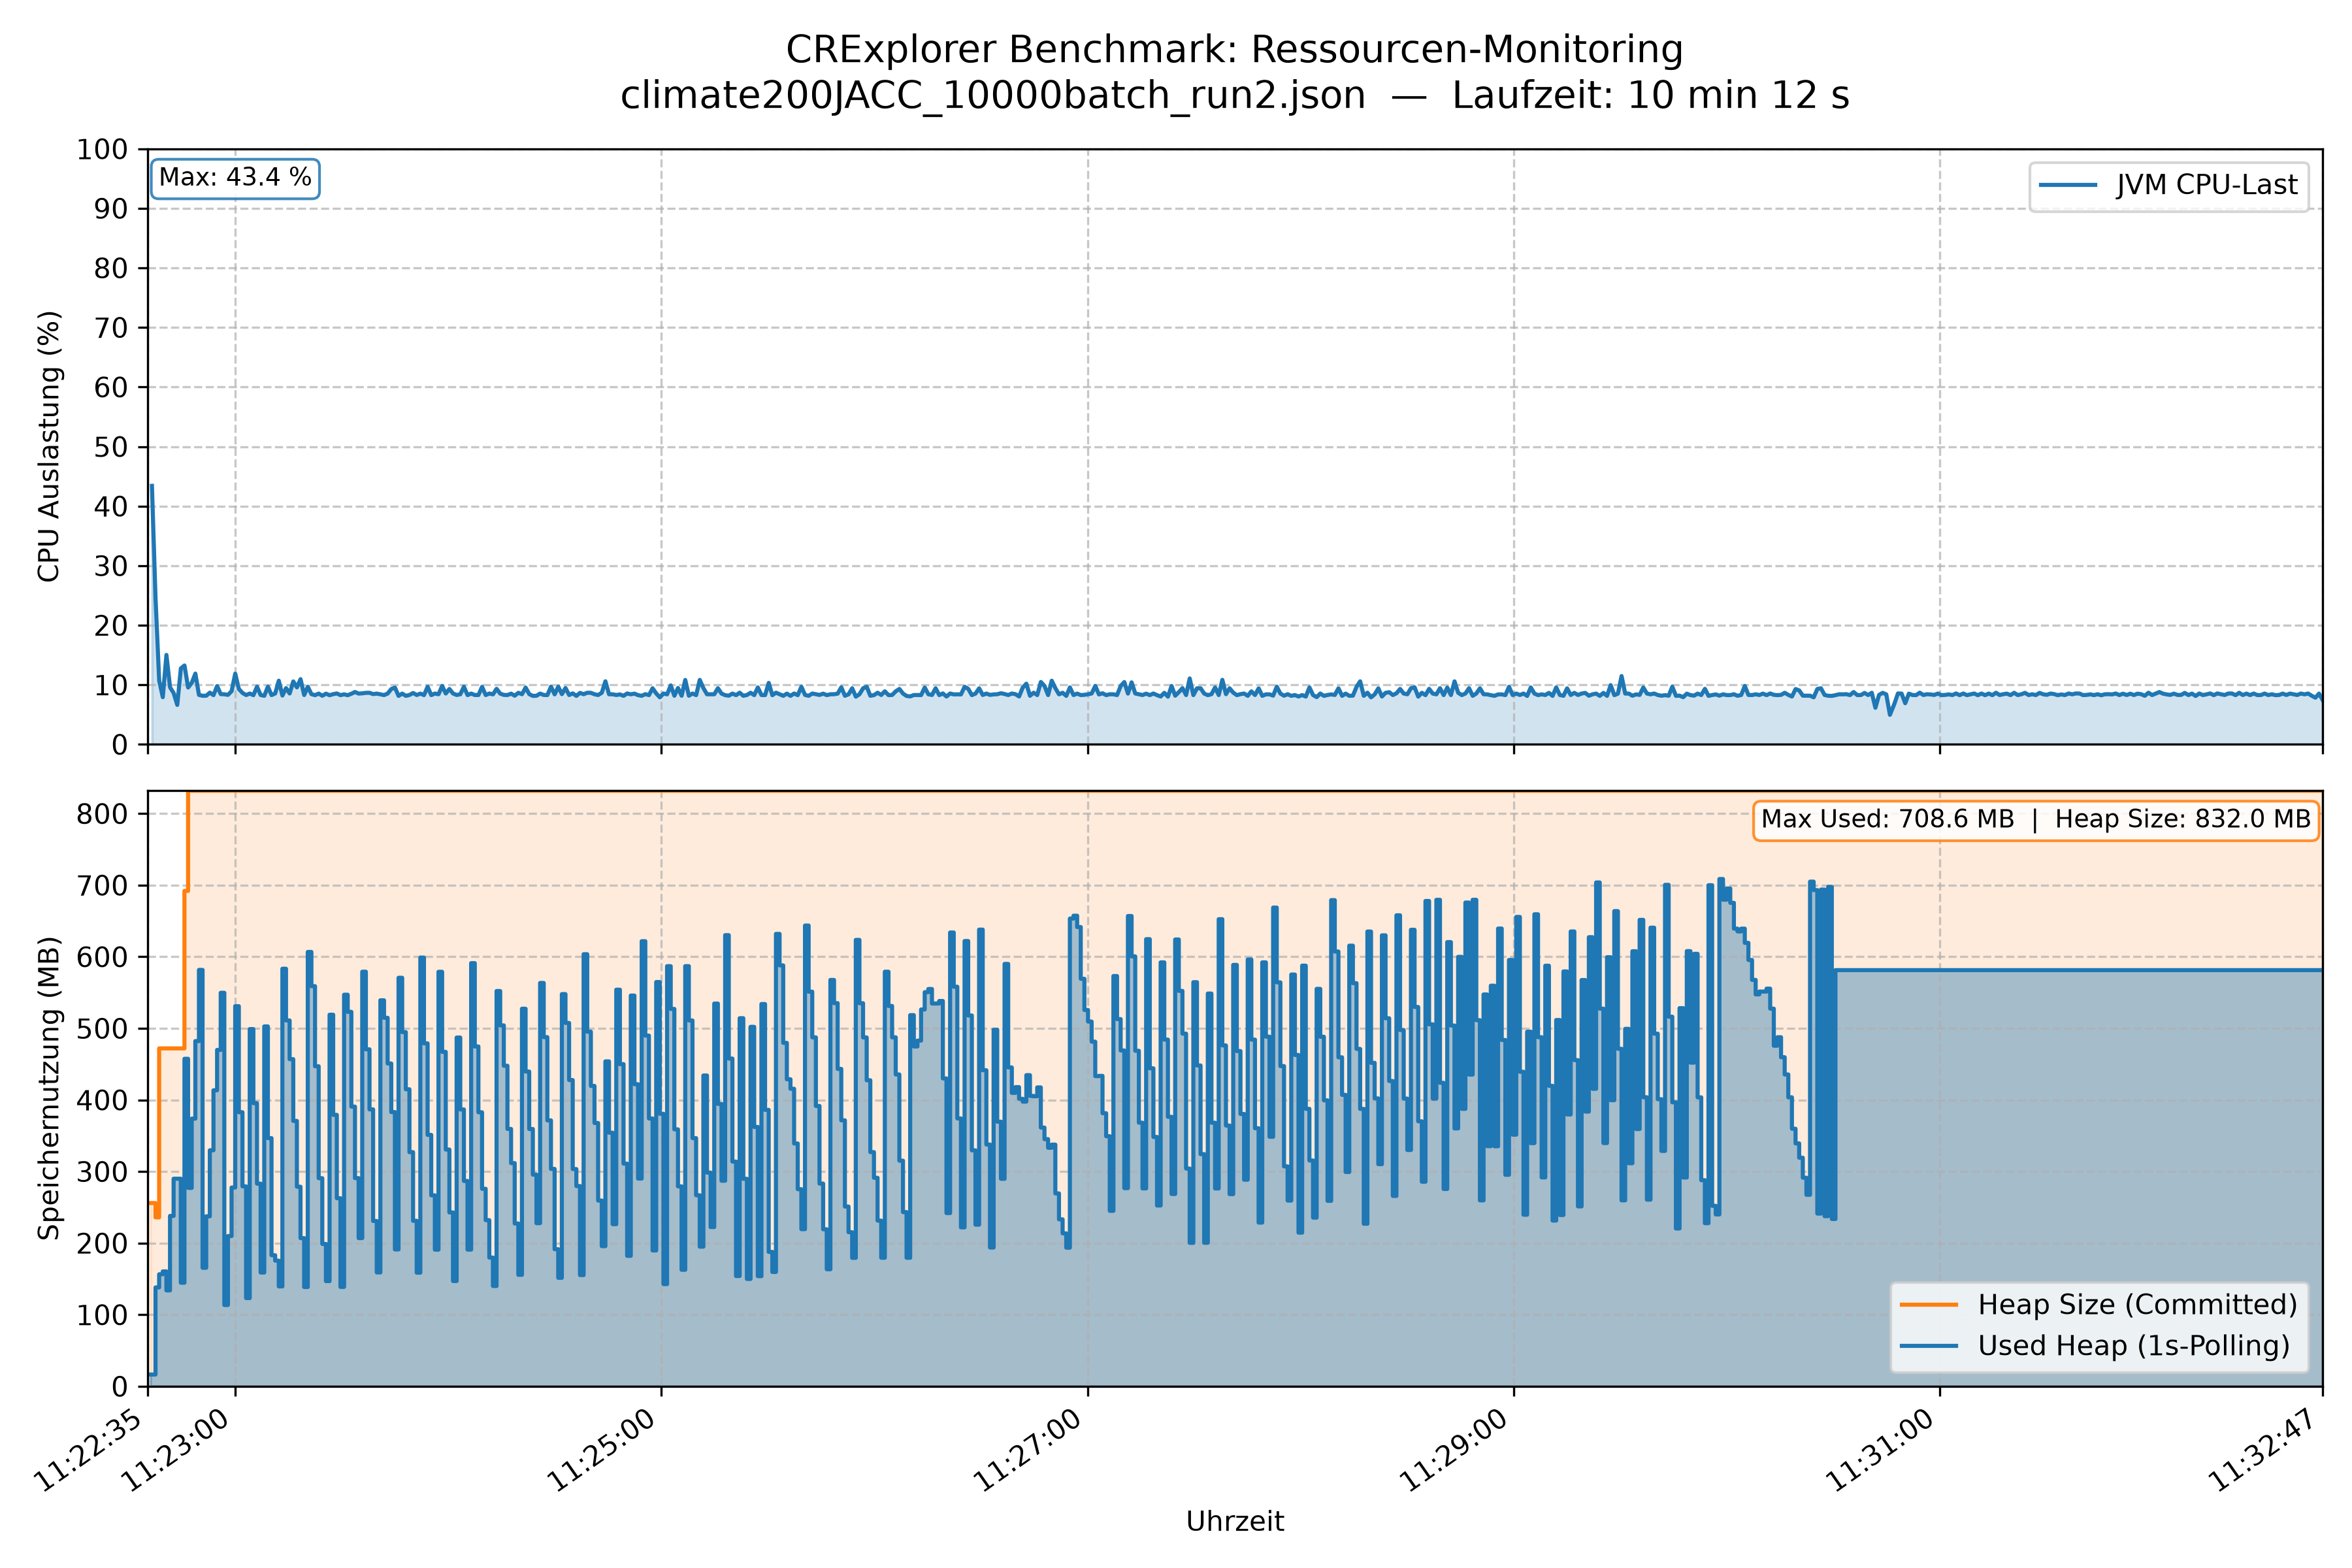 CRExplorer Benchmark: Ressourcen-Monitoring
climate200JACC_10000batch_run2.json — Laufzeit: 10 min 12 s
CPU Auslastung (%)
100
90
80
70
60
50
40
30
20
10
0
Max: 43.4 %
JVM CPU-Last
Speichernutzung (MB)
800
700
600
500
400
300
200
100
0
Max Used: 708.6 MB | Heap Size: 832.0 MB
Heap Size (Committed)
Used Heap (1s-Polling)
11:22:35
11:23:00
11:25:00
11:27:00
11:29:00
11:31:00
11:32:47
Uhrzeit